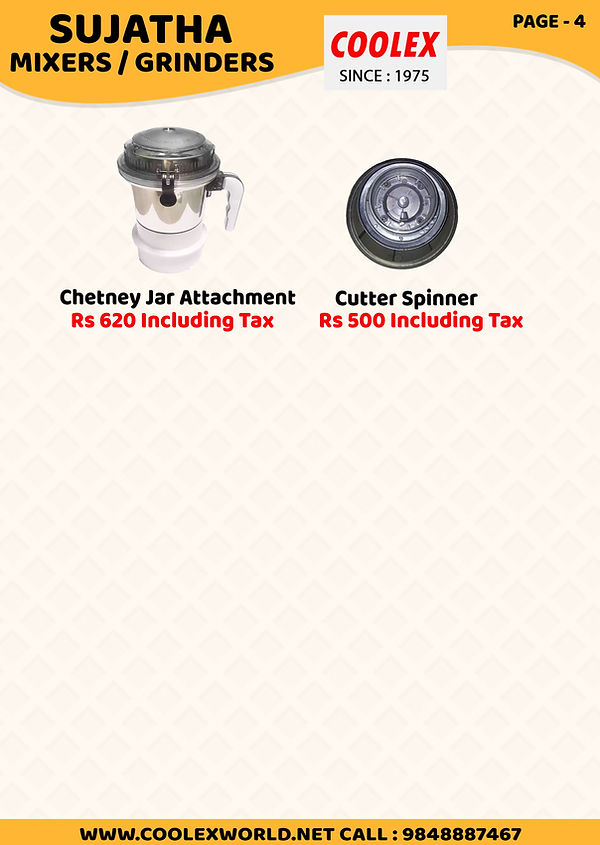 SUJATHA
MIXERS / GRINDERS
COOLEX
SINCE : 1975
PAGE - 4
Chetney Jar Attachment
Rs 620 Including Tax
Cutter Spinner
Rs 500 Including Tax
WWW.COOLEXWORLD.NET CALL : 9848887467